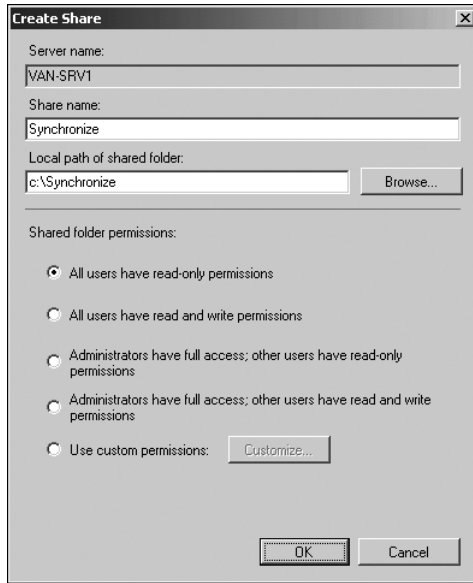 Create Share
Server name:
VAN-SRV1
Share name:
Synchronize
Local path of shared folder:
c:\Synchronize
Browse...
Shared folder permissions:
All users have read-only permissions
All users have read and write permissions
Administrators have full access; other users have read-only
permissions
Administrators have full access; other users have read and write
permissions
Use custom permissions:
Customize...
OK
Cancel